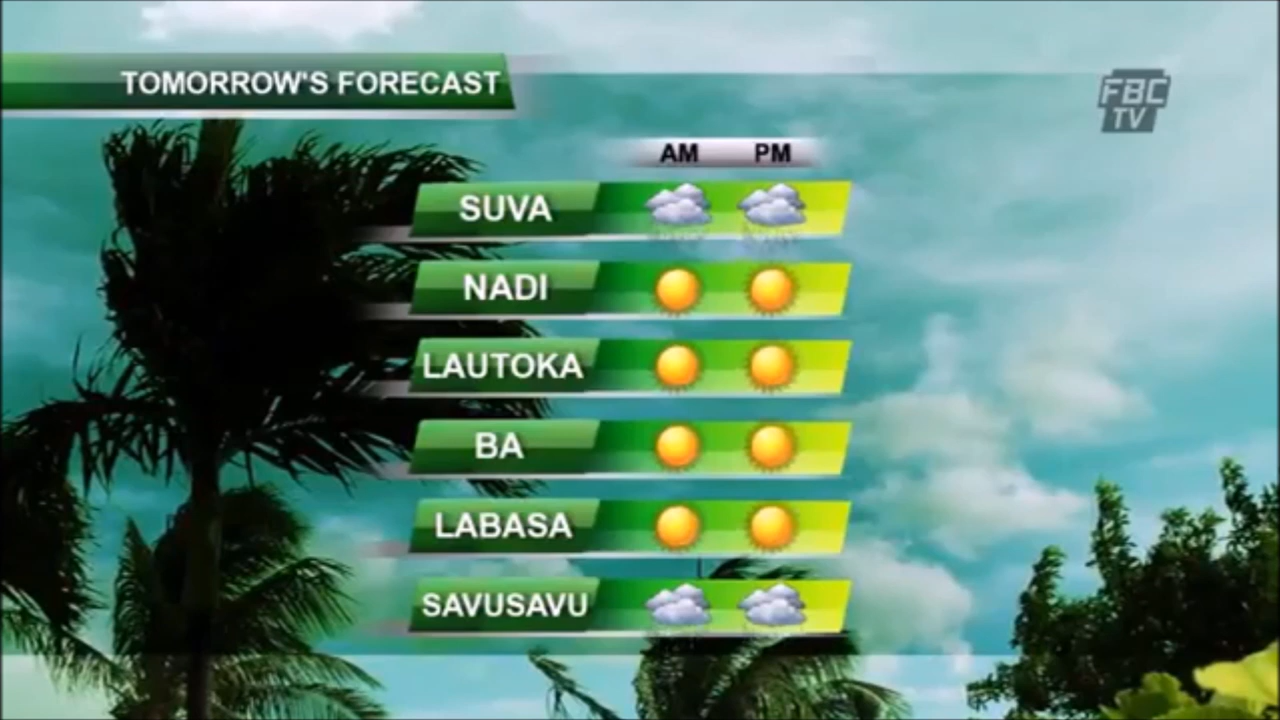 TOMORROW'S FORECAST
FBC
TV
AM PM
SUVA
NADI
LAUTOKA
BA
LABASA
SAVUSAVU